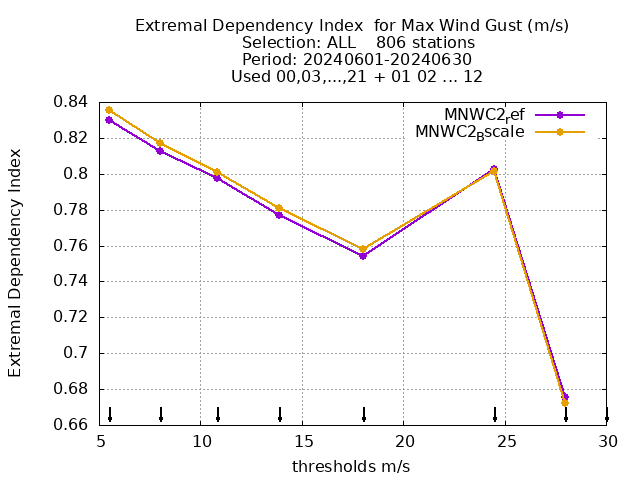 Extremal Dependency Index  for Max Wind Gust (m/s)
Selection: ALL    806 stations
Period: 20240601-20240630
Used 00,03,...,21 + 01 02 ... 12
MNWC2ref
MNWC2Bscale
0.84
0.82
0.8
0.78
0.76
0.74
0.72
0.7
0.68
0.66
Extremal Dependency Index
5 10 15 20 25 30
thresholds m/s